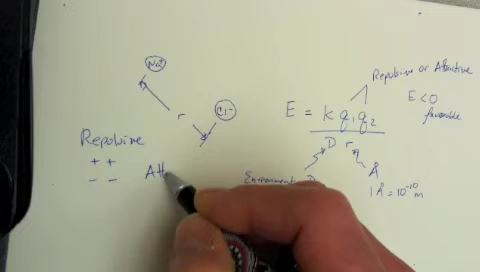 Na+
r
Cl-
Repulsive
+ +
- -
Att
Repulsive or Attractive
E < 0
favorable
E = k q1 q2
D r
Environment
Å
1 Å = 10^-10 m